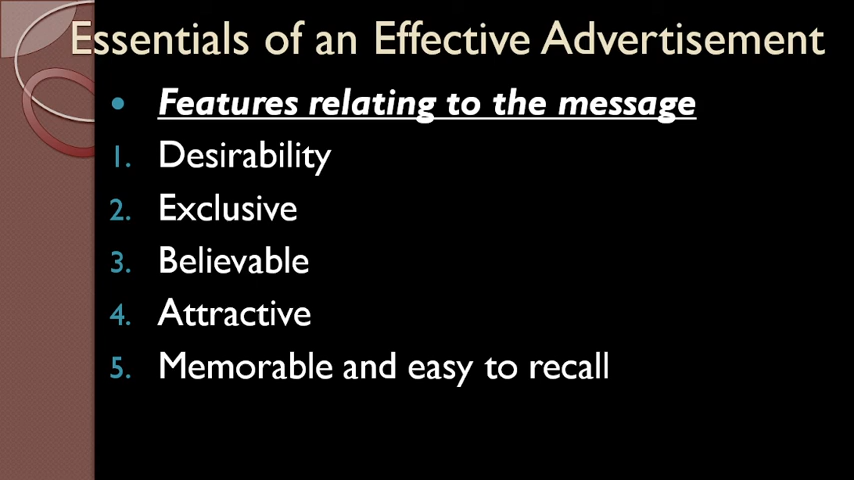 Essentials of an Effective Advertisement
• Features relating to the message
1. Desirability
2. Exclusive
3. Believable
4. Attractive
5. Memorable and easy to recall